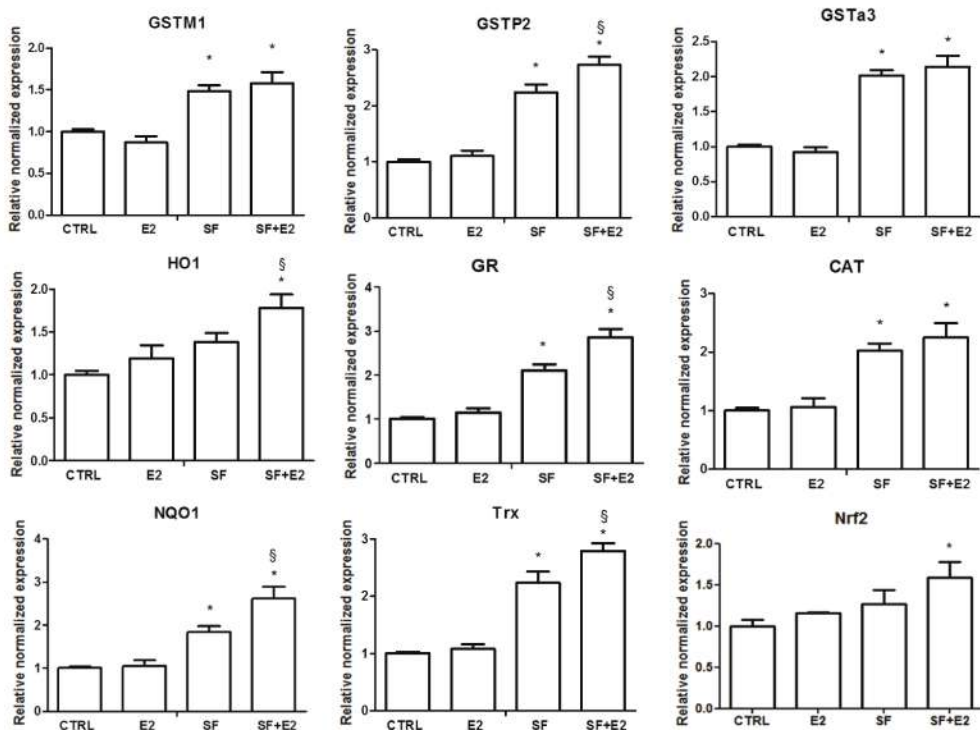 GSTM1
Relative normalized expression
2.0
1.5
1.0
0.5
0.0
*
*
CTRL E2 SF SF+E2
GSTP2
Relative normalized expression
3
2
1
0
*
§
*
CTRL E2 SF SF+E2
GSTa3
Relative normalized expression
2.5
2.0
1.5
1.0
0.5
0.0
*
*
CTRL E2 SF SF+E2
HO1
Relative normalized expression
2.0
1.5
1.0
0.5
0.0
§
*
CTRL E2 SF SF+E2
GR
Relative normalized expression
4
3
2
1
0
*
§
*
CTRL E2 SF SF+E2
CAT
Relative normalized expression
3
2
1
0
*
*
CTRL E2 SF SF+E2
NQO1
Relative normalized expression
4
3
2
1
0
*
§
*
CTRL E2 SF SF+E2
Trx
Relative normalized expression
3
2
1
0
*
§
*
CTRL E2 SF SF+E2
Nrf2
Relative normalized expression
2.0
1.5
1.0
0.5
0.0
*
CTRL E2 SF SF+E2